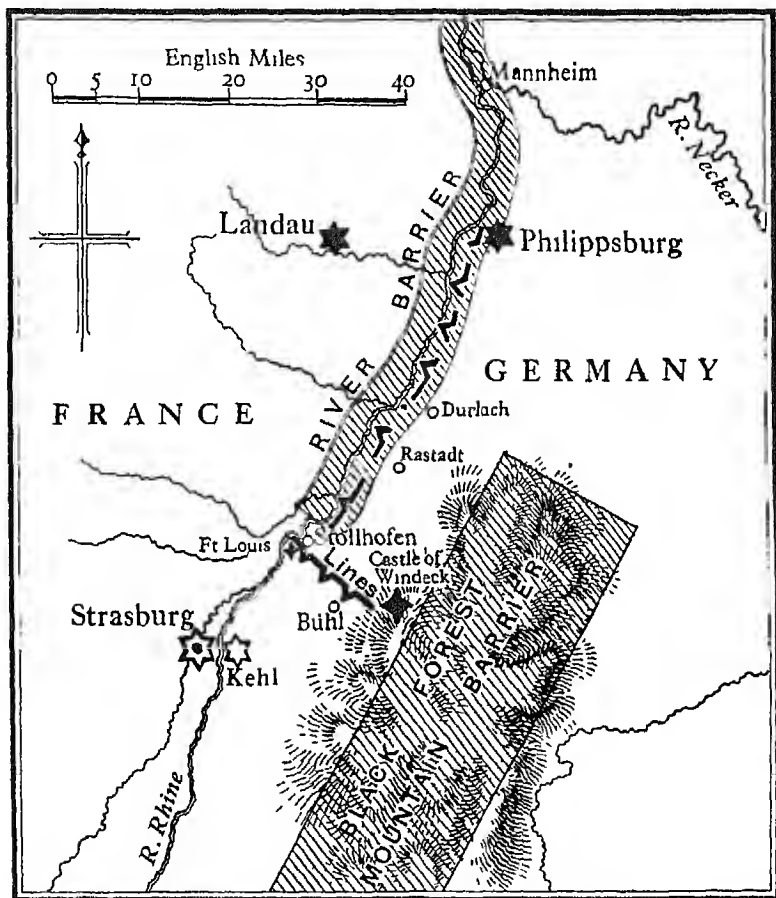 English Miles
0 5 10 20 30 40
Mannheim
R. Necker
Landau
Philippsburg
RIVER BARRIER
GERMANY
FRANCE
Durlach
Rastadt
Ft Louis
Stollhofen
Lines
Castle of
Windeck
Bühl
Strasburg
Kehl
BLACK FOREST
MOUNTAIN BARRIER
R. Rhine